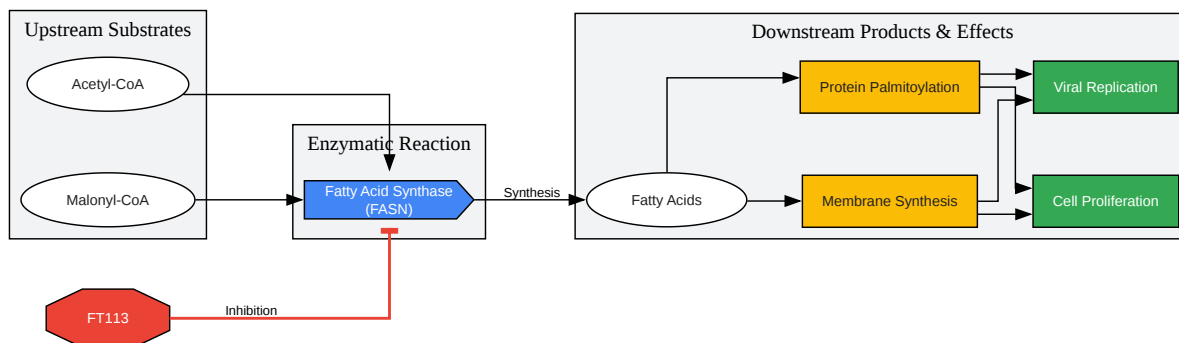 Upstream Substrates
Acetyl-CoA
Malonyl-CoA
Enzymatic Reaction
Fatty Acid Synthase
(FASN)
Synthesis
Downstream Products & Effects
Fatty Acids
Protein Palmitoylation
Membrane Synthesis
Viral Replication
Cell Proliferation
FT113
Inhibition